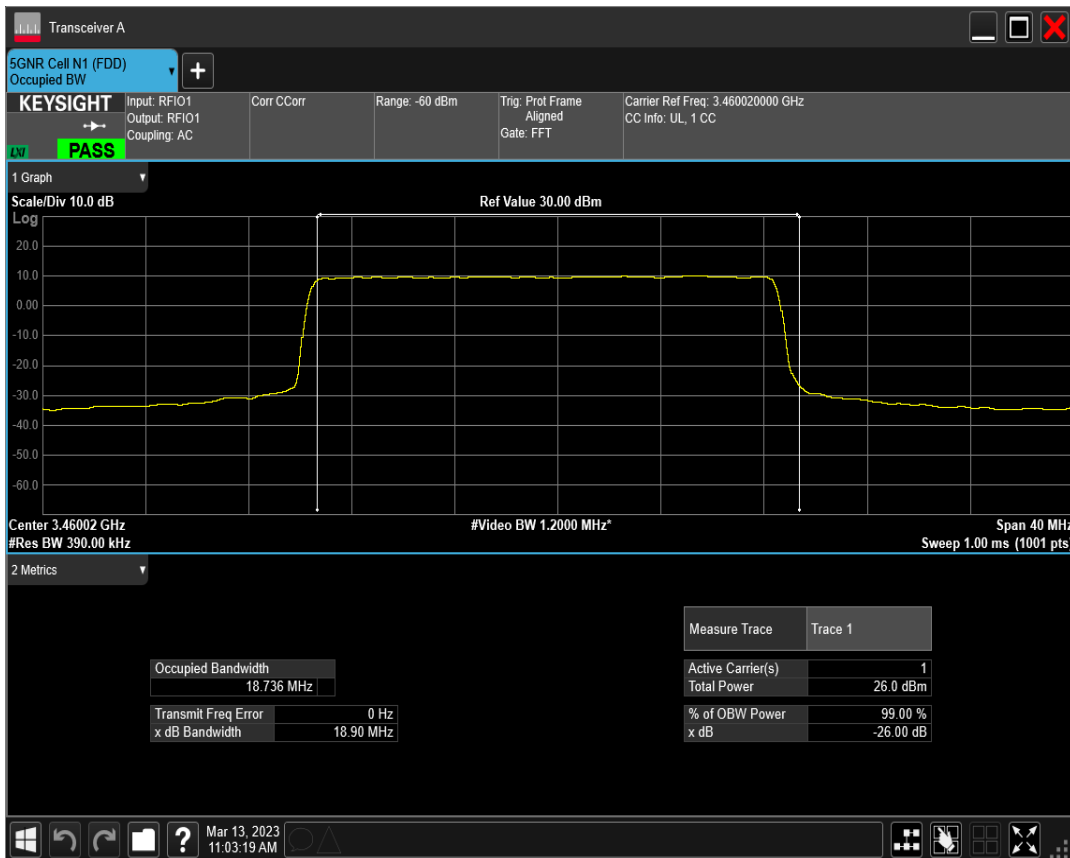 Transceiver A
5GNR Cell N1 (FDD)
Occupied BW
+
KEYSIGHT
LXI
PASS
Input: RFIO1
Output: RFIO1
Coupling: AC
Corr CCorr
Range: -60 dBm
Trig: Prot Frame
Aligned
Gate: FFT
Carrier Ref Freq: 3.460020000 GHz
CC Info: UL, 1 CC
1 Graph
Scale/Div 10.0 dB
Ref Value 30.00 dBm
Log
20.0
10.0
0.00
-10.0
-20.0
-30.0
-40.0
-50.0
-60.0
Center 3.46002 GHz
#Video BW 1.2000 MHz*
Span 40 MHz
#Res BW 390.00 kHz
Sweep 1.00 ms (1001 pts)
2 Metrics
Measure Trace Trace 1
Occupied Bandwidth
18.736 MHz
Transmit Freq Error 0 Hz
x dB Bandwidth 18.90 MHz
Active Carrier(s) 1
Total Power 26.0 dBm
% of OBW Power 99.00 %
x dB -26.00 dB
?
Mar 13, 2023
11:03:19 AM